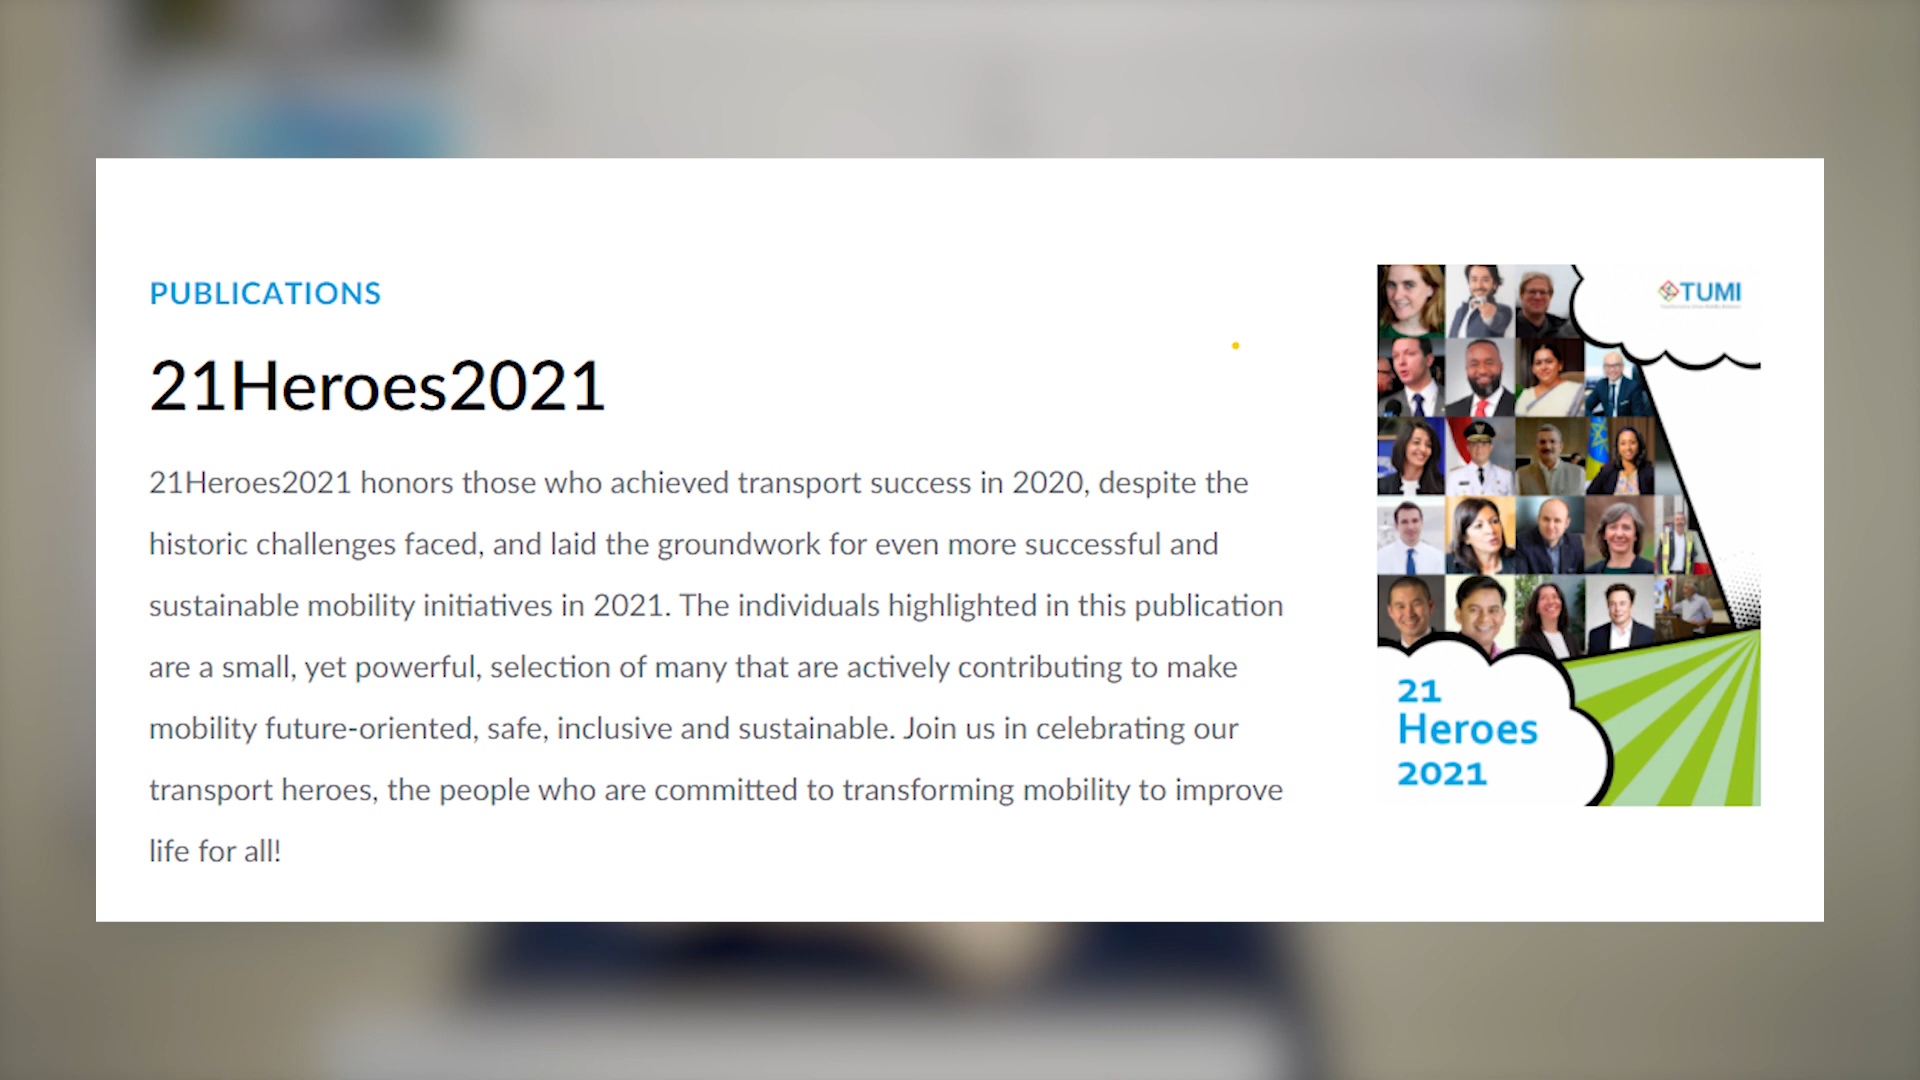 PUBLICATIONS
21Heroes2021
21Heroes2021 honors those who achieved transport success in 2020, despite the
historic challenges faced, and laid the groundwork for even more successful and
sustainable mobility initiatives in 2021. The individuals highlighted in this publication
are a small, yet powerful, selection of many that are actively contributing to make
mobility future-oriented, safe, inclusive and sustainable. Join us in celebrating our
transport heroes, the people who are committed to transforming mobility to improve
life for all!
TUMI
21
Heroes
2021